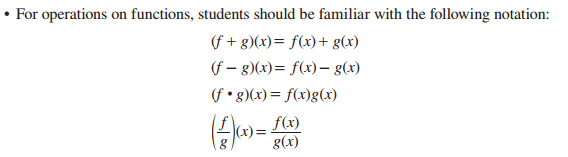 • For operations on functions, students should be familiar with the following notation:
(f + g)(x) = f(x) + g(x)
(f – g)(x) = f(x) – g(x)
(f • g)(x) = f(x)g(x)
(f/g)(x) = f(x)/g(x)